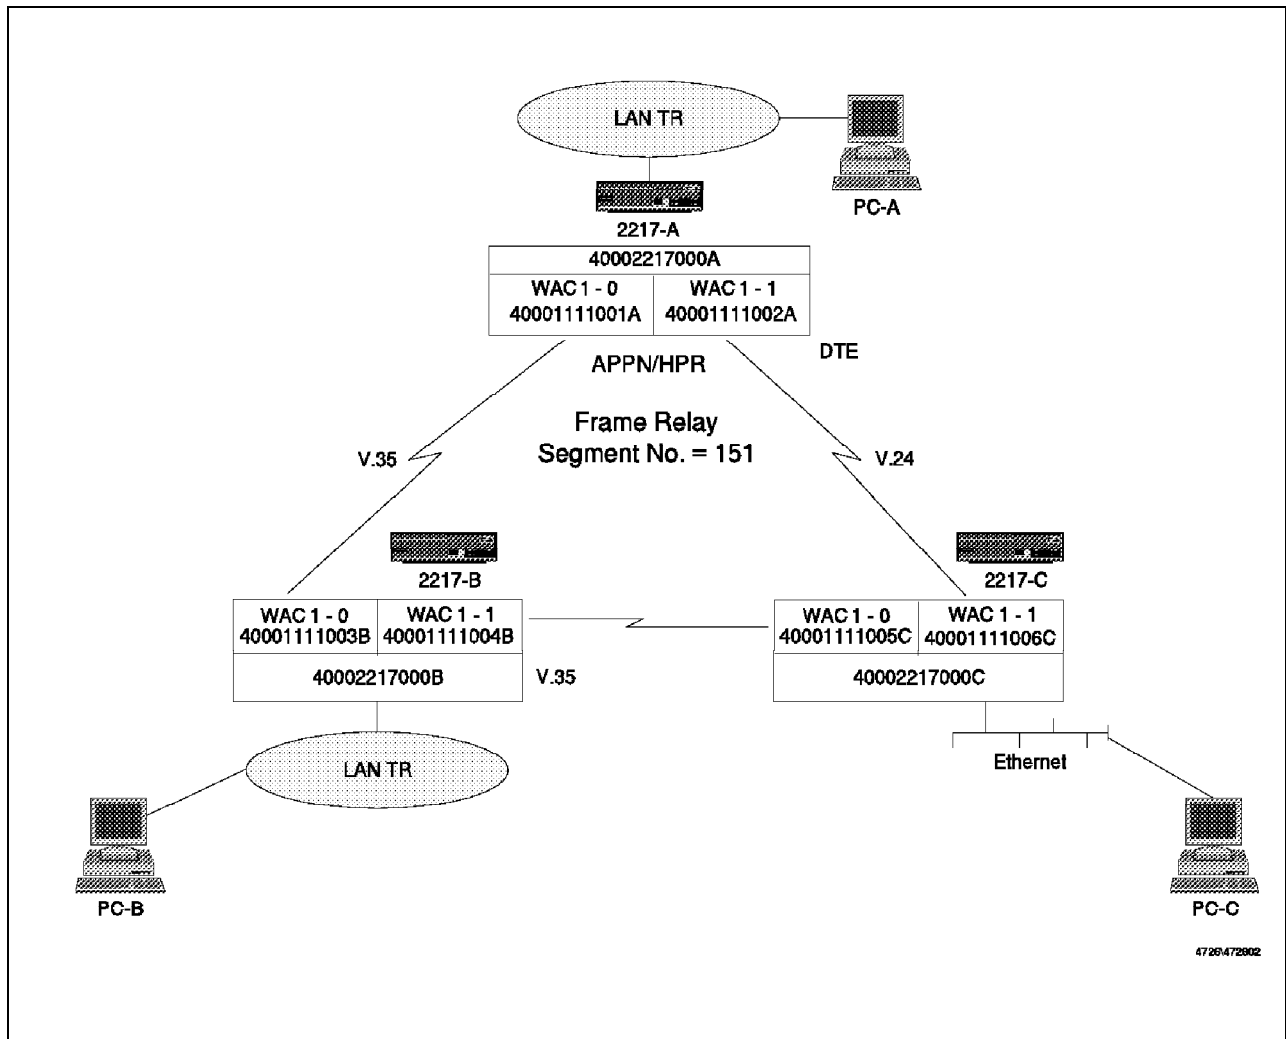 LAN TR
PC-A
2217-A
40002217000A
WAC 1 - 0
40001111001A
WAC 1 - 1
40001111002A
DTE
APPN/HPR
Frame Relay
Segment No. = 151
V.35
V.24
2217-B
WAC 1 - 0
40001111003B
WAC 1 - 1
40001111004B
40002217000B
V.35
2217-C
WAC 1 - 0
40001111005C
WAC 1 - 1
40001111006C
40002217000C
LAN TR
Ethernet
PC-B
PC-C
4726\472602